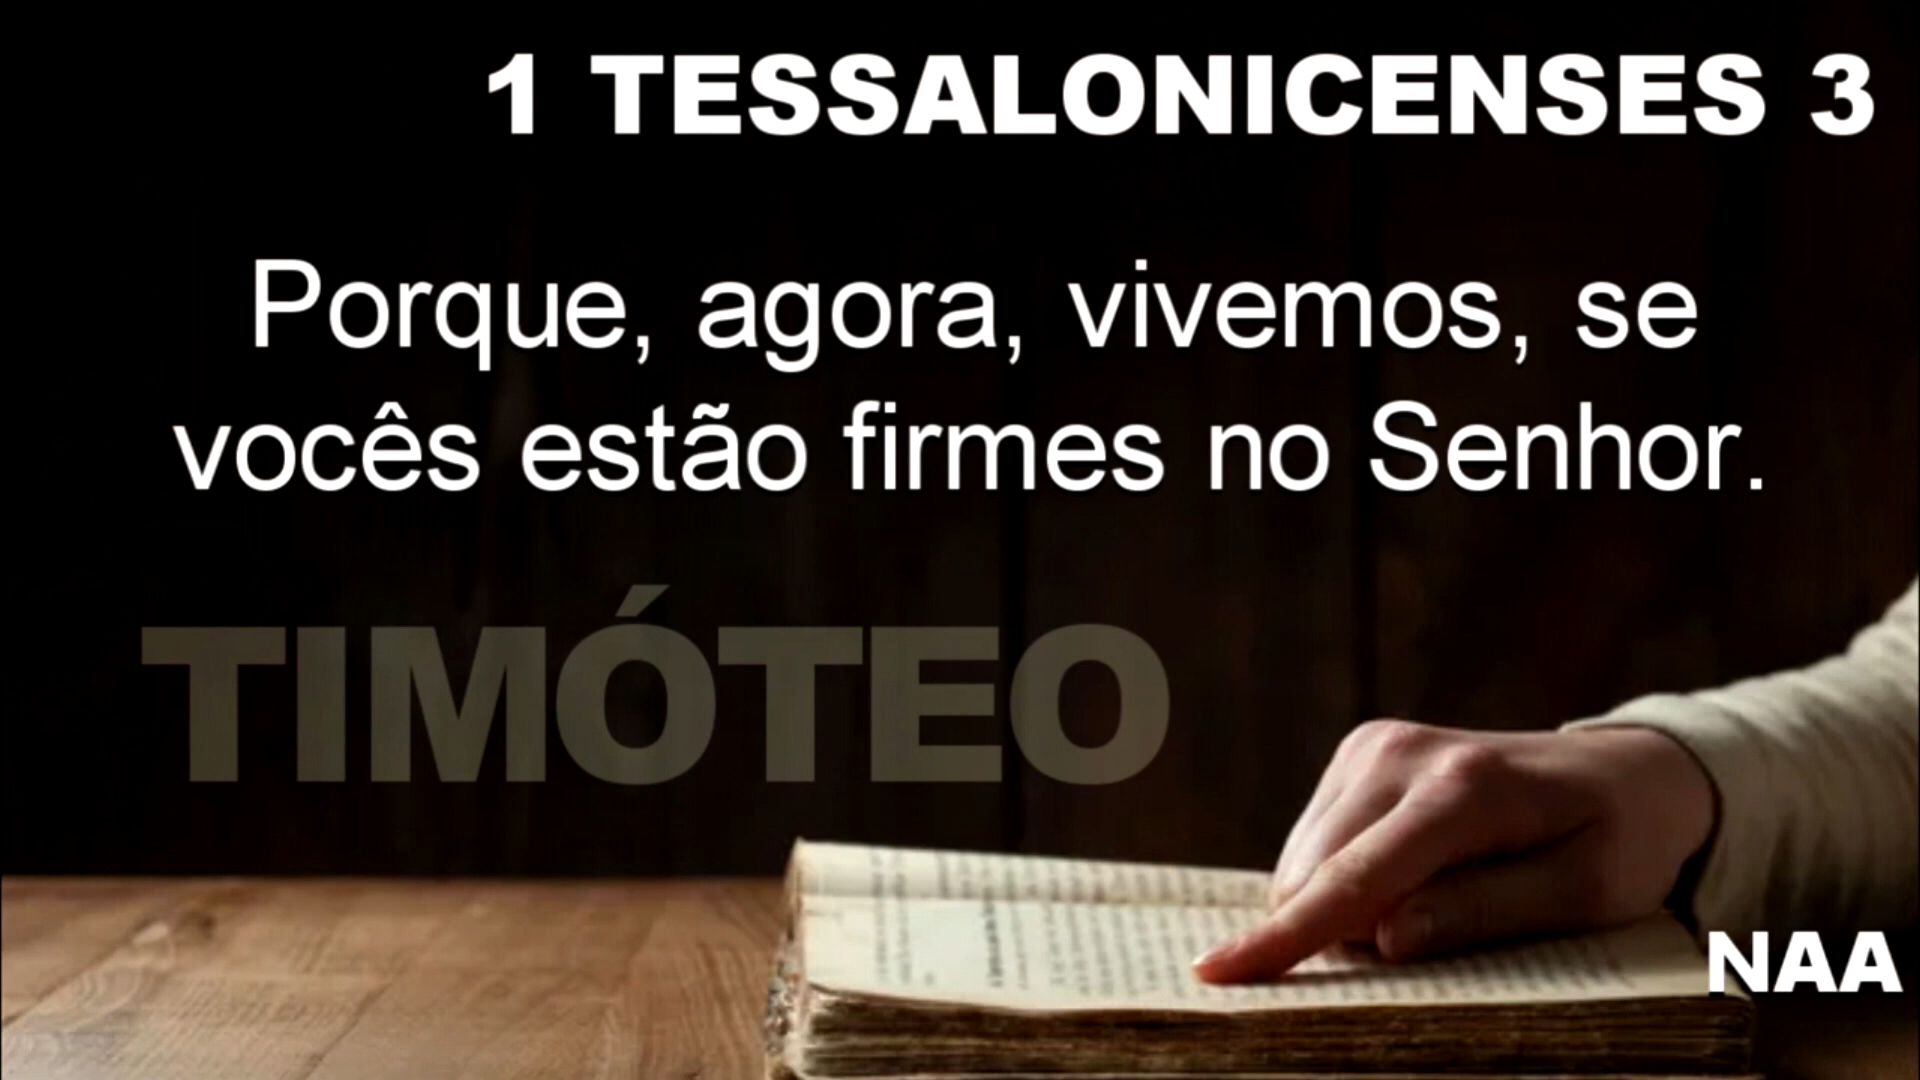 1 TESSALONICENSES 3
Porque, agora, vivemos, se
vocês estão firmes no Senhor.
TIMÓTEO
NAA